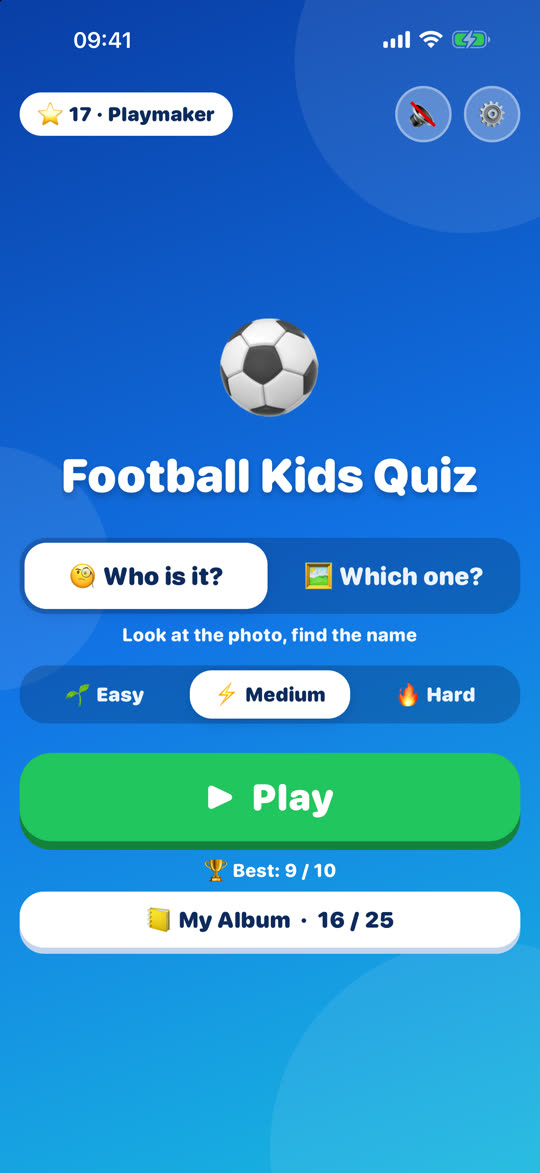 09:41
17 · Playmaker
Football Kids Quiz
Who is it?
Which one?
Look at the photo, find the name
Easy
Medium
Hard
Play
Best: 9 / 10
My Album · 16 / 25